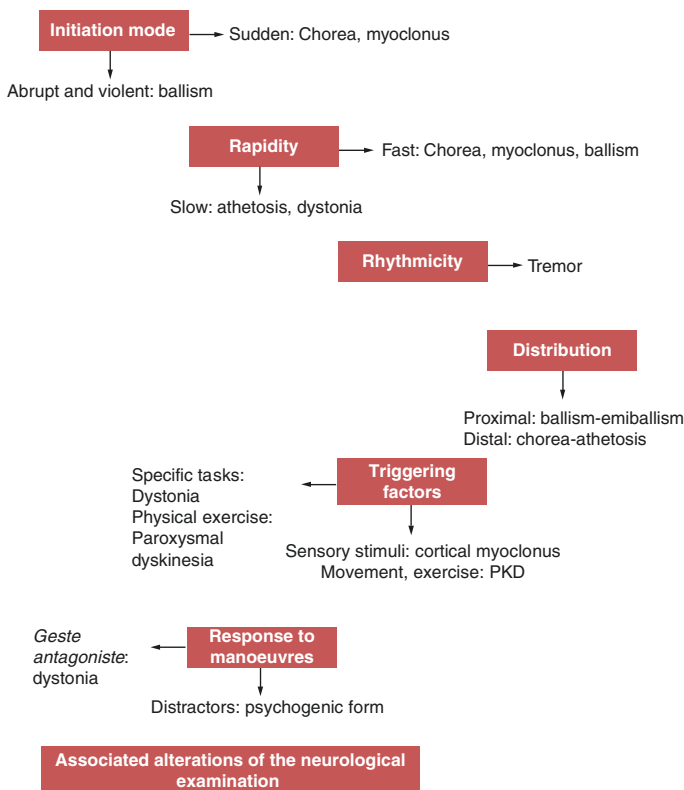 Initiation mode
Sudden: Chorea, myoclonus
Abrupt and violent: ballism
Rapidity
Fast: Chorea, myoclonus, ballism
Slow: athetosis, dystonia
Rhythmicity
Tremor
Distribution
Proximal: ballism-emiballism
Distal: chorea-athetosis
Triggering
factors
Specific tasks:
Dystonia
Physical exercise:
Paroxysmal
dyskinesia
Sensory stimuli: cortical myoclonus
Movement, exercise: PKD
Response to
manoeuvres
Geste
antagoniste:
dystonia
Distractors: psychogenic form
Associated alterations of the neurological
examination